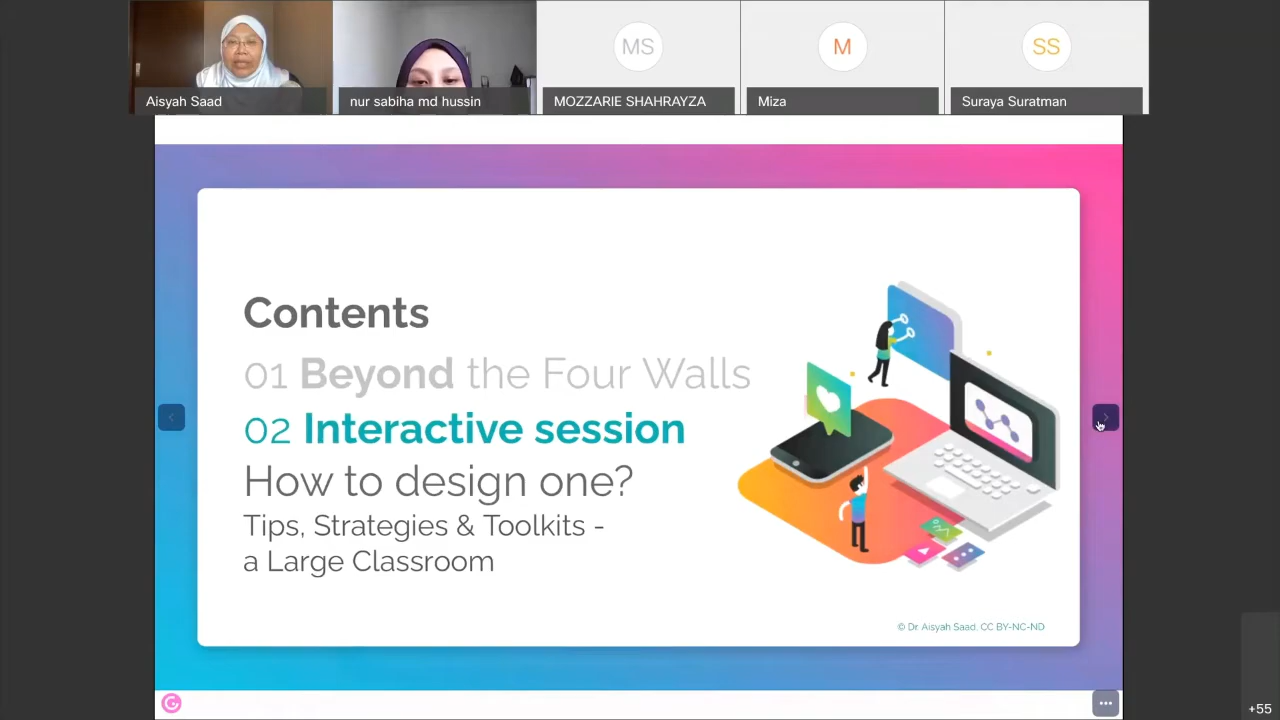 MS
M
SS
Aisyah Saad
nur sabiha md hussin
MOZZARIE SHAHRAYZA
Miza
Suraya Suratman
Contents
01 Beyond the Four Walls
02 Interactive session
How to design one?
Tips, Strategies & Toolkits -
a Large Classroom
© Dr. Aisyah Saad. CC BY-NC-ND
+55